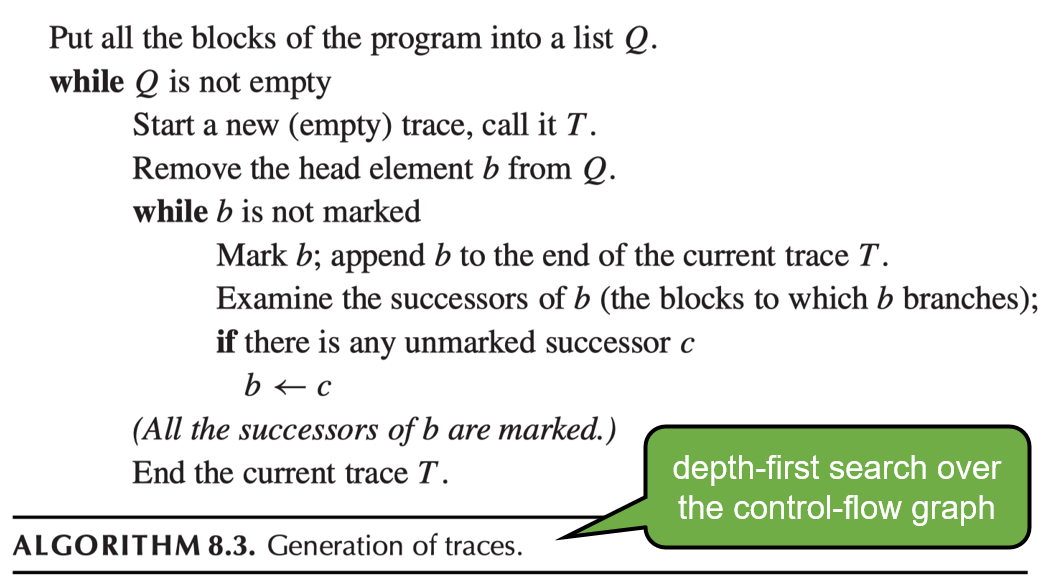 Put all the blocks of the program into a list Q.
while Q is not empty
Start a new (empty) trace, call it T.
Remove the head element b from Q.
while b is not marked
Mark b; append b to the end of the current trace T.
Examine the successors of b (the blocks to which b branches);
if there is any unmarked successor c
b ← c
(All the successors of b are marked.)
End the current trace T.
depth-first search over
the control-flow graph
ALGORITHM 8.3. Generation of traces.